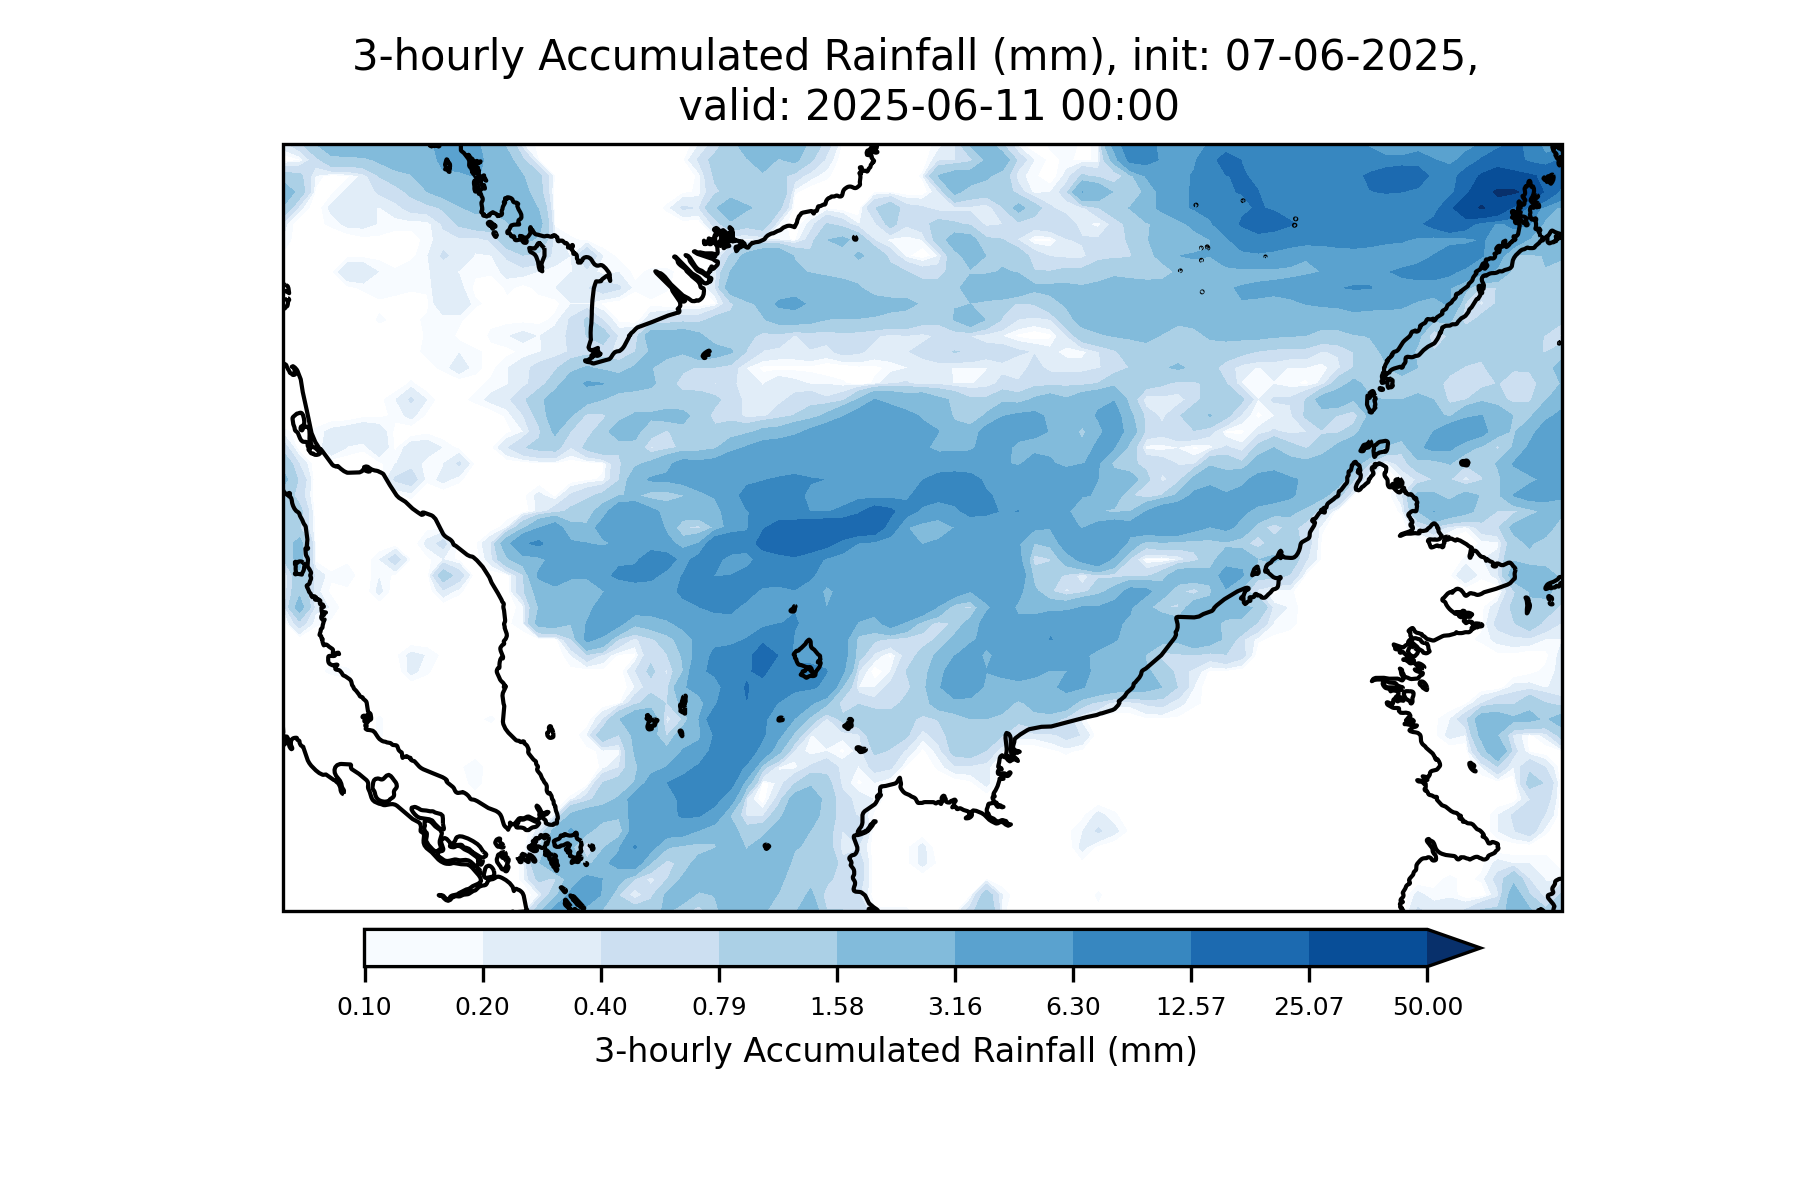 3-hourly Accumulated Rainfall (mm), init: 07-06-2025,
valid: 2025-06-11 00:00
0.10 0.20 0.40 0.79 1.58 3.16 6.30 12.57 25.07 50.00
3-hourly Accumulated Rainfall (mm)